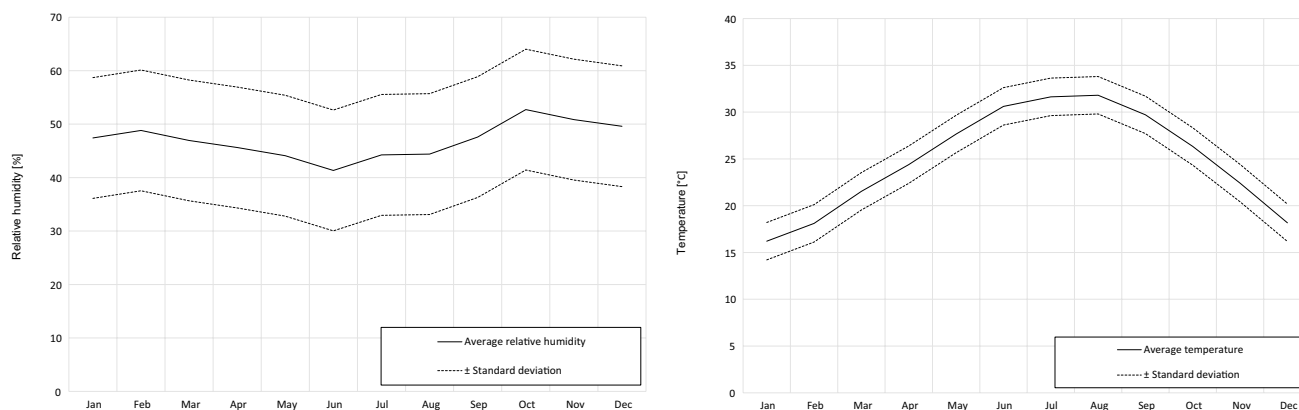 70
60
50
40
30
20
10
0
Relative humidity [%]
Jan Feb Mar Apr May Jun Jul Aug Sep Oct Nov Dec
Average relative humidity
± Standard deviation
40
35
30
25
20
15
10
5
0
Temperature [°C]
Jan Feb Mar Apr May Jun Jul Aug Sep Oct Nov Dec
Average temperature
± Standard deviation